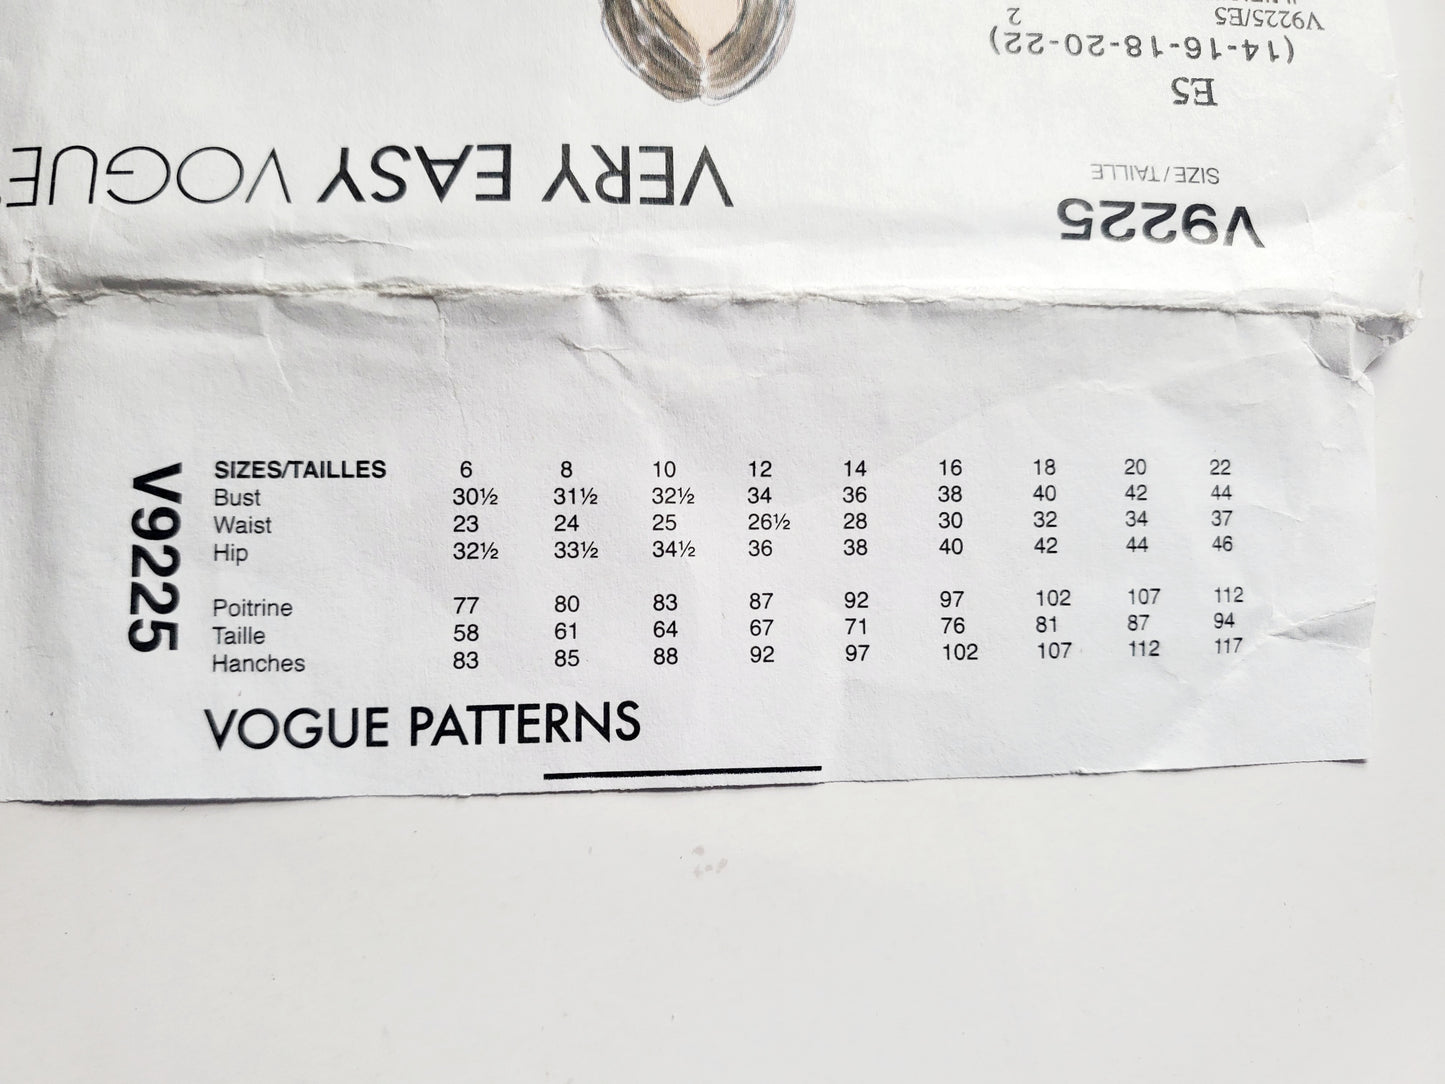 V9225
SIZE / TAILLE
E5
(14-16-18-20-22)
V9225/E5
2
VERY EASY VOGUE
V9225
SIZES/TAILLES 6 8 10 12 14 16 18 20 22
Bust 30½ 31½ 32½ 34 36 38 40 42 44
Waist 23 24 25 26½ 28 30 32 34 37
Hip 32½ 33½ 34½ 36 38 40 42 44 46
Poitrine 77 80 83 87 92 97 102 107 112
Taille 58 61 64 67 71 76 81 87 94
Hanches 83 85 88 92 97 102 107 112 117
VOGUE PATTERNS